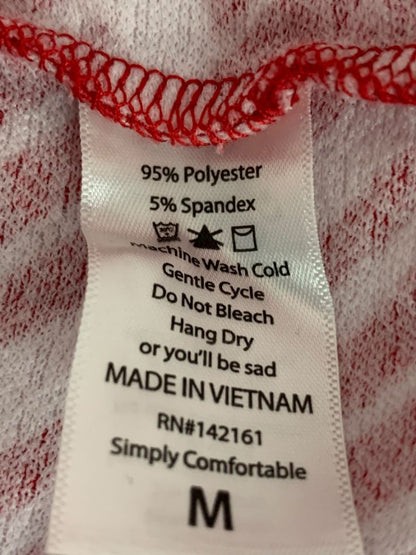 95% Polyester
5% Spandex
Machine Wash Cold
Gentle Cycle
Do Not Bleach
Hang Dry
or you'll be sad
MADE IN VIETNAM
RN#142161
Simply Comfortable
M